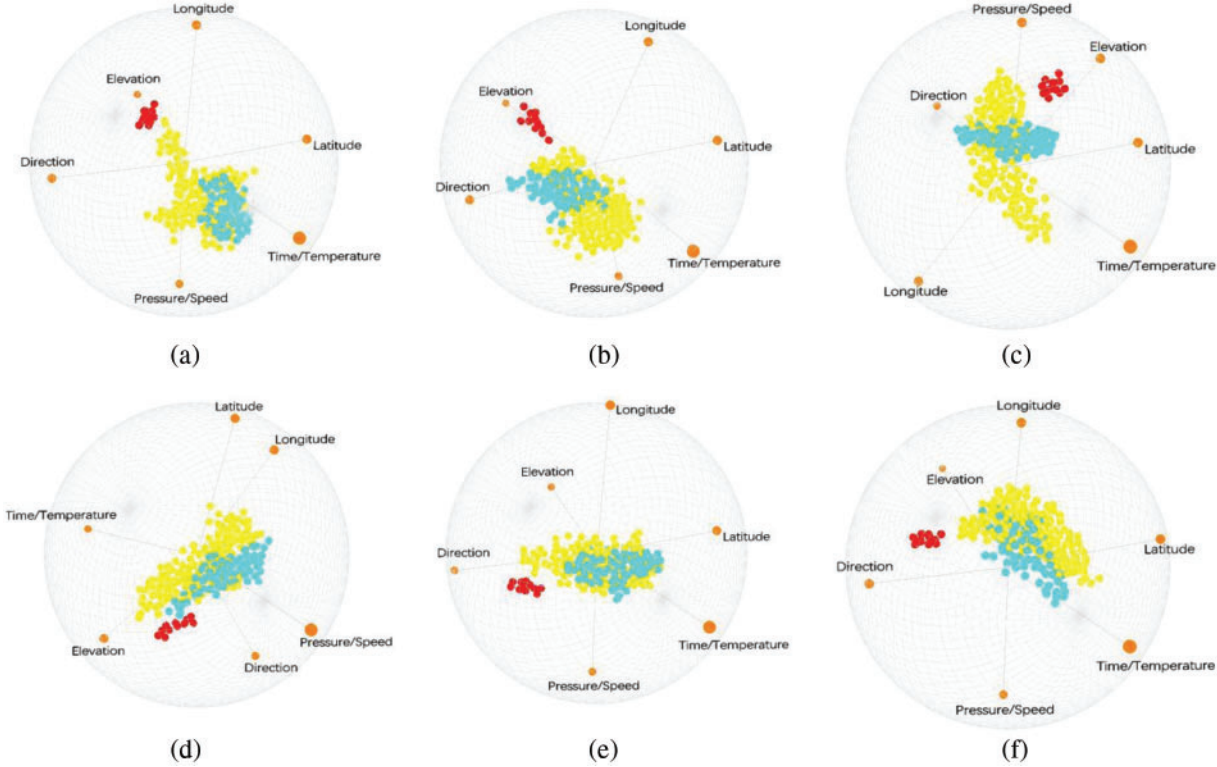 Longitude
Elevation
Latitude
Direction
Time/Temperature
Pressure/Speed
(a)
Longitude
Elevation
Latitude
Direction
Time/Temperature
Pressure/Speed
(b)
Pressure/Speed
Elevation
Direction
Latitude
Time/Temperature
Longitude
(c)
Latitude
Longitude
Time/Temperature
Elevation
Pressure/Speed
Direction
(d)
Longitude
Elevation
Latitude
Direction
Time/Temperature
Pressure/Speed
(e)
Longitude
Elevation
Latitude
Direction
Time/Temperature
Pressure/Speed
(f)